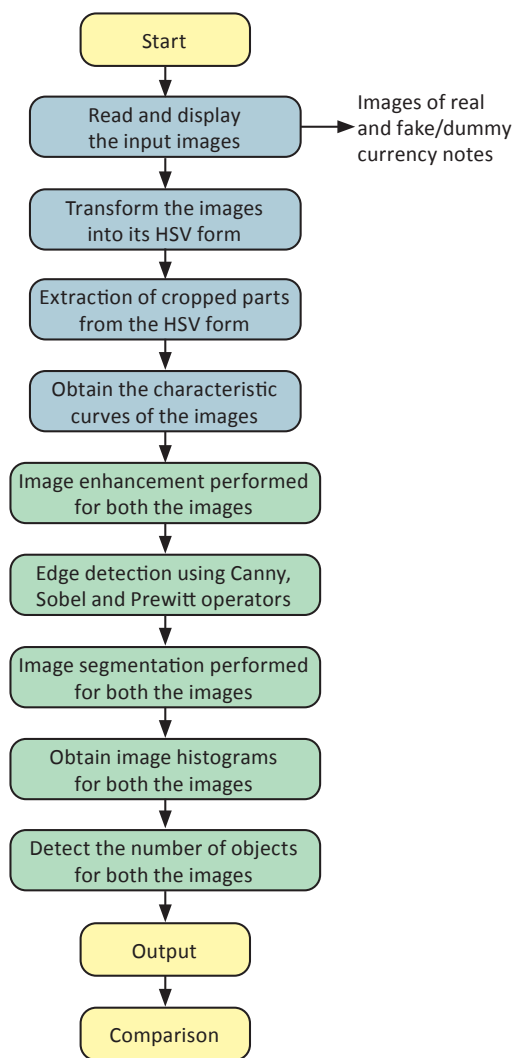 Start
Read and display
the input images
Images of real
and fake/dummy
currency notes
Transform the images
into its HSV form
Extraction of cropped parts
from the HSV form
Obtain the characteristic
curves of the images
Image enhancement performed
for both the images
Edge detection using Canny,
Sobel and Prewitt operators
Image segmentation performed
for both the images
Obtain image histograms
for both the images
Detect the number of objects
for both the images
Output
Comparison